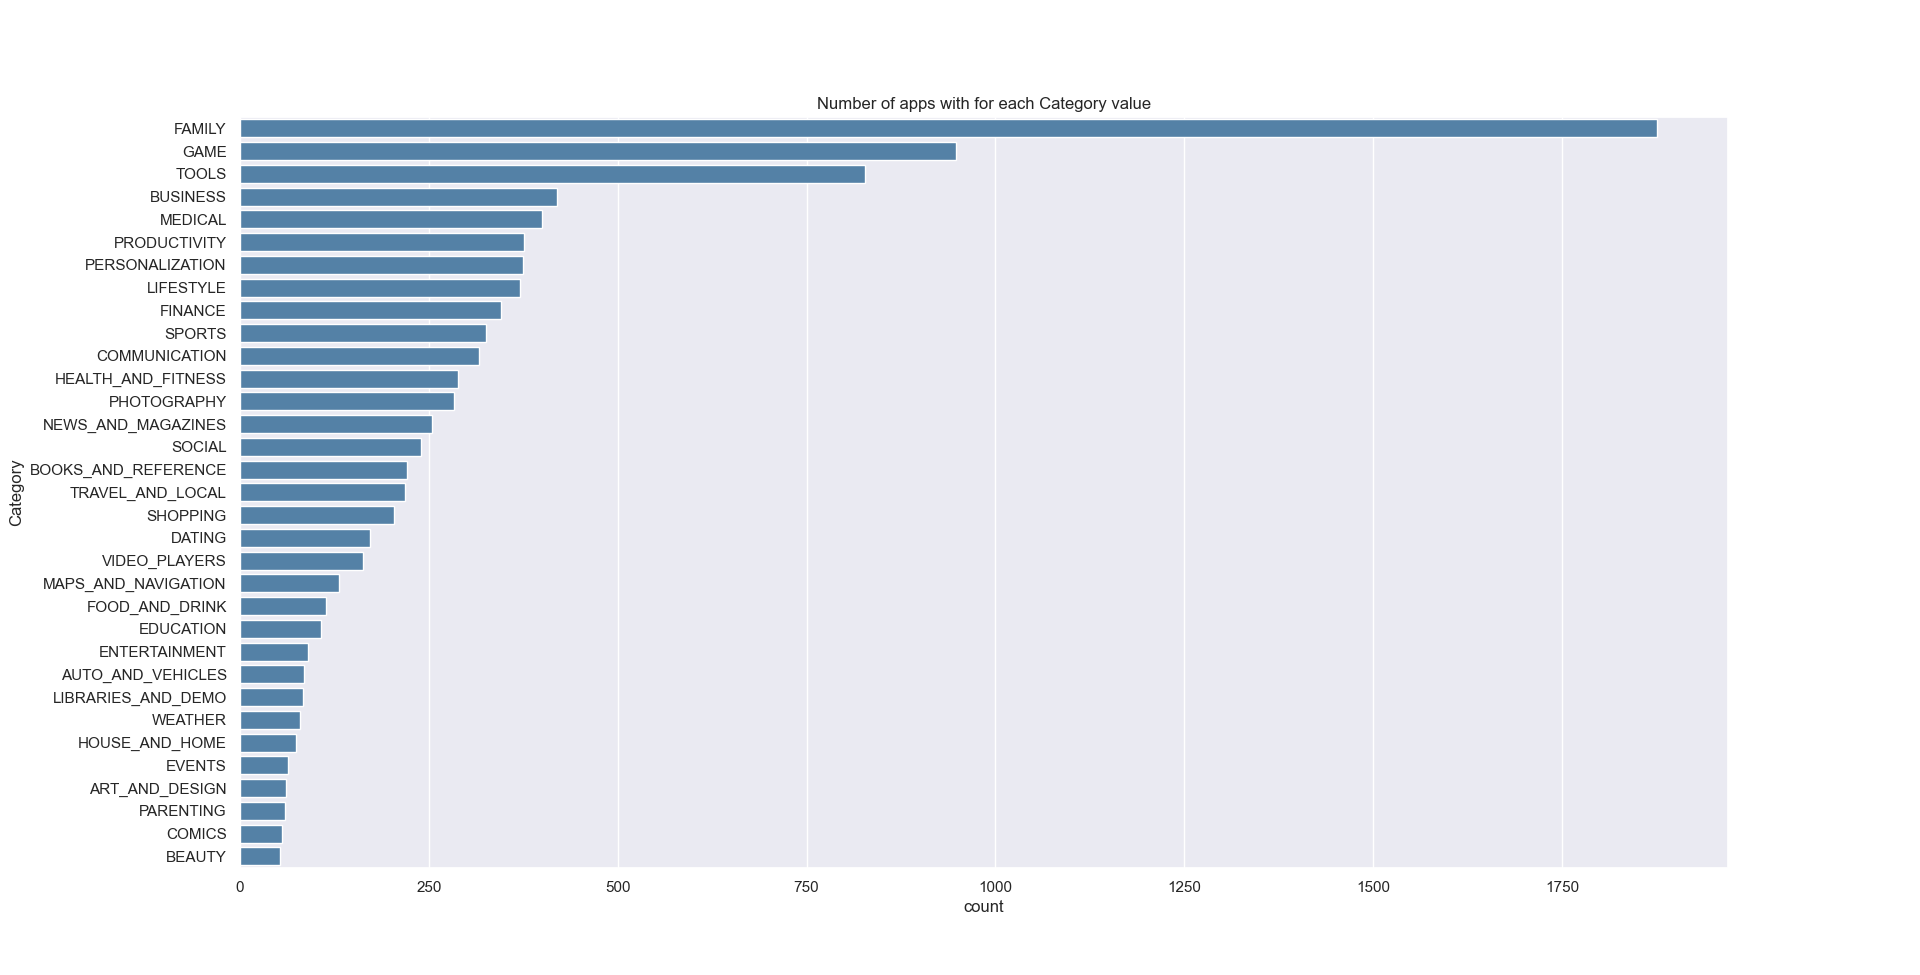 Number of apps with for each Category value
Category
FAMILY
GAME
TOOLS
BUSINESS
MEDICAL
PRODUCTIVITY
PERSONALIZATION
LIFESTYLE
FINANCE
SPORTS
COMMUNICATION
HEALTH_AND_FITNESS
PHOTOGRAPHY
NEWS_AND_MAGAZINES
SOCIAL
BOOKS_AND_REFERENCE
TRAVEL_AND_LOCAL
SHOPPING
DATING
VIDEO_PLAYERS
MAPS_AND_NAVIGATION
FOOD_AND_DRINK
EDUCATION
ENTERTAINMENT
AUTO_AND_VEHICLES
LIBRARIES_AND_DEMO
WEATHER
HOUSE_AND_HOME
EVENTS
ART_AND_DESIGN
PARENTING
COMICS
BEAUTY
0 250 500 750 1000 1250 1500 1750
count